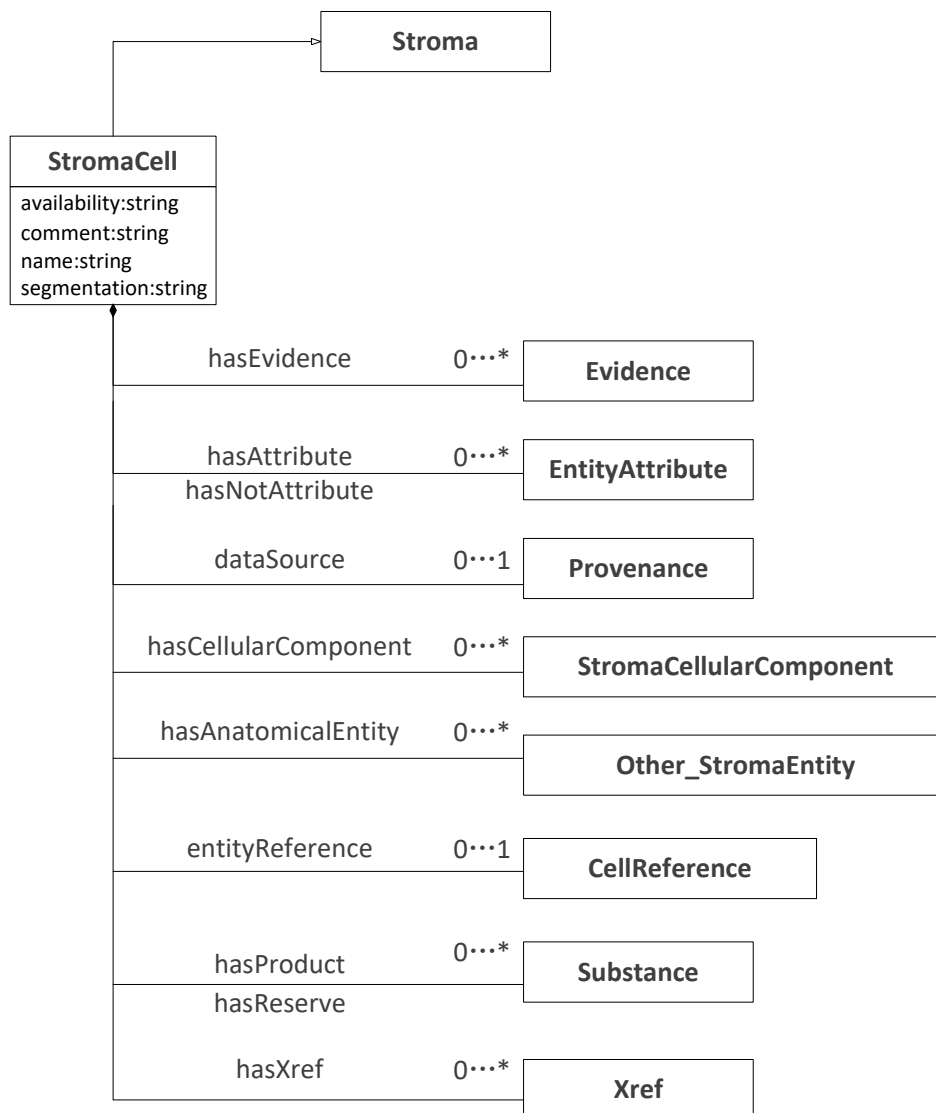 Stroma
StromaCell
availability:string
comment:string
name:string
segmentation:string
hasEvidence 0···*
Evidence
hasAttribute 0···*
EntityAttribute
hasNotAttribute
dataSource 0···1
Provenance
hasCellularComponent 0···*
StromaCellularComponent
hasAnatomicalEntity 0···*
Other_StromaEntity
entityReference 0···1
CellReference
hasProduct 0···*
Substance
hasReserve
hasXref 0···*
Xref